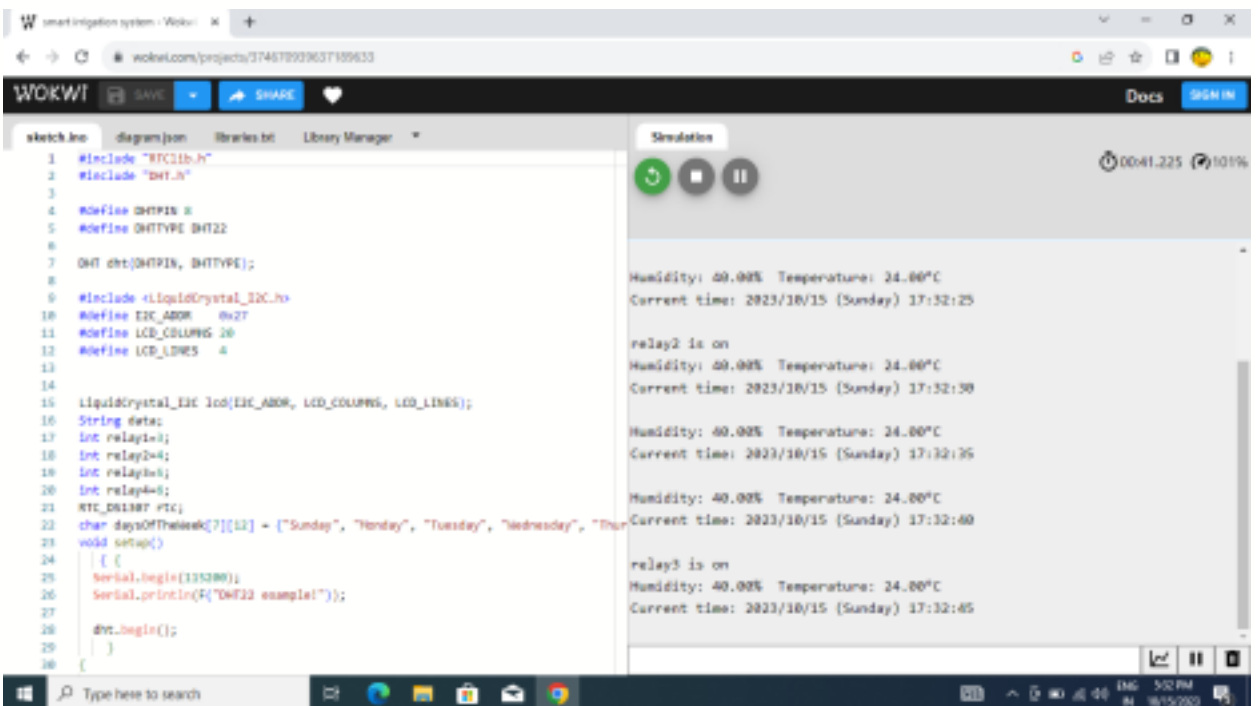 smart irrigation system - Wokwi
wokwi.com/projects/374670939637189633
WOKWI SAVE SHARE Docs SIGN IN
sketch.ino diagram.json libraries.txt Library Manager
Simulation
00:41.225 101%
1 #include "RTClib.h"
2 #include "DHT.h"
3
4 #define DHTPIN 8
5 #define DHTTYPE DHT22
6
7 DHT dht(DHTPIN, DHTTYPE);
8
9 #include <LiquidCrystal_I2C.h>
10 #define I2C_ADDR 0x27
11 #define LCD_COLUMNS 20
12 #define LCD_LINES 4
13
14
15 LiquidCrystal_I2C lcd(I2C_ADDR, LCD_COLUMNS, LCD_LINES);
16 String data;
17 int relay1=3;
18 int relay2=4;
19 int relay3=5;
20 int relay4=6;
21 RTC_DS1307 rtc;
22 char daysOfTheWeek[7][12] = {"Sunday", "Monday", "Tuesday", "Wednesday", "Thur
23 void setup()
24 { {
25 Serial.begin(115200);
26 Serial.println(F("DHT22 example!"));
27
28 dht.begin();
29 }
30 {
Humidity: 40.00% Temperature: 24.00°C
Current time: 2023/10/15 (Sunday) 17:32:25
relay2 is on
Humidity: 40.00% Temperature: 24.00°C
Current time: 2023/10/15 (Sunday) 17:32:30
Humidity: 40.00% Temperature: 24.00°C
Current time: 2023/10/15 (Sunday) 17:32:35
Humidity: 40.00% Temperature: 24.00°C
Current time: 2023/10/15 (Sunday) 17:32:40
relay3 is on
Humidity: 40.00% Temperature: 24.00°C
Current time: 2023/10/15 (Sunday) 17:32:45
Type here to search
ENG 5:02 PM
IN 10/15/2023